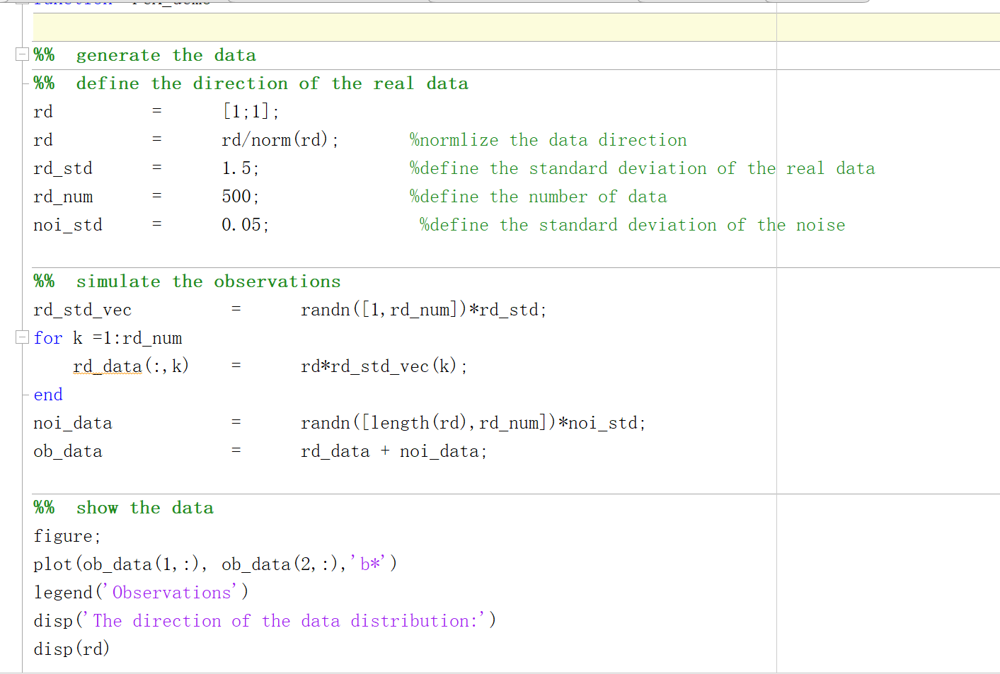 %%  generate the data
%%  define the direction of the real data
rd          =      [1;1];
rd          =      rd/norm(rd);       %normlize the data direction
rd_std      =      1.5;               %define the standard deviation of the real data
rd_num      =      500;               %define the number of data
noi_std     =      0.05;               %define the standard deviation of the noise
%%  simulate the observations
rd_std_vec          =      randn([1,rd_num])*rd_std;
for k =1:rd_num
    rd_data(:,k)    =      rd*rd_std_vec(k);
end
noi_data            =      randn([length(rd),rd_num])*noi_std;
ob_data             =      rd_data + noi_data;
%%  show the data
figure;
plot(ob_data(1,:), ob_data(2,:),'b*')
legend('Observations')
disp('The direction of the data distribution:')
disp(rd)